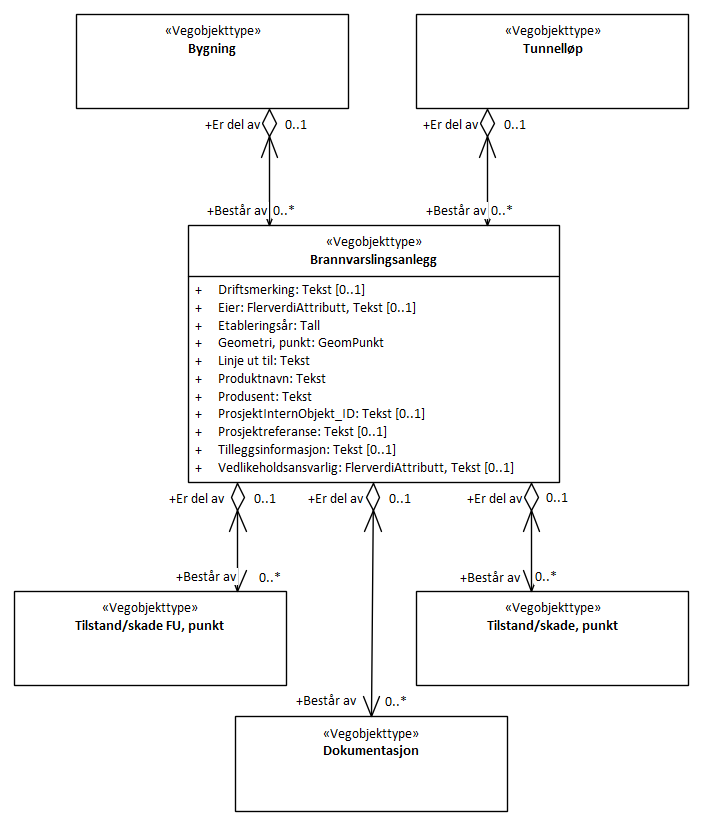 «Vegobjekttype»
Bygning
«Vegobjekttype»
Tunnelløp
+Er del av 0..1
+Er del av 0..1
+Består av 0..*
+Består av 0..*
«Vegobjekttype»
Brannvarslingsanlegg
+ Driftsmerking: Tekst [0..1]
+ Eier: FlerverdiAttributt, Tekst [0..1]
+ Etableringsår: Tall
+ Geometri, punkt: GeomPunkt
+ Linje ut til: Tekst
+ Produktnavn: Tekst
+ Produsent: Tekst
+ ProsjektInternObjekt_ID: Tekst [0..1]
+ Prosjektreferanse: Tekst [0..1]
+ Tilleggsinformasjon: Tekst [0..1]
+ Vedlikeholdsansvarlig: FlerverdiAttributt, Tekst [0..1]
+Er del av 0..1
+Er del av 0..1
+Er del av 0..1
+Består av 0..*
+Består av 0..*
«Vegobjekttype»
Tilstand/skade FU, punkt
«Vegobjekttype»
Tilstand/skade, punkt
+Består av 0..*
«Vegobjekttype»
Dokumentasjon